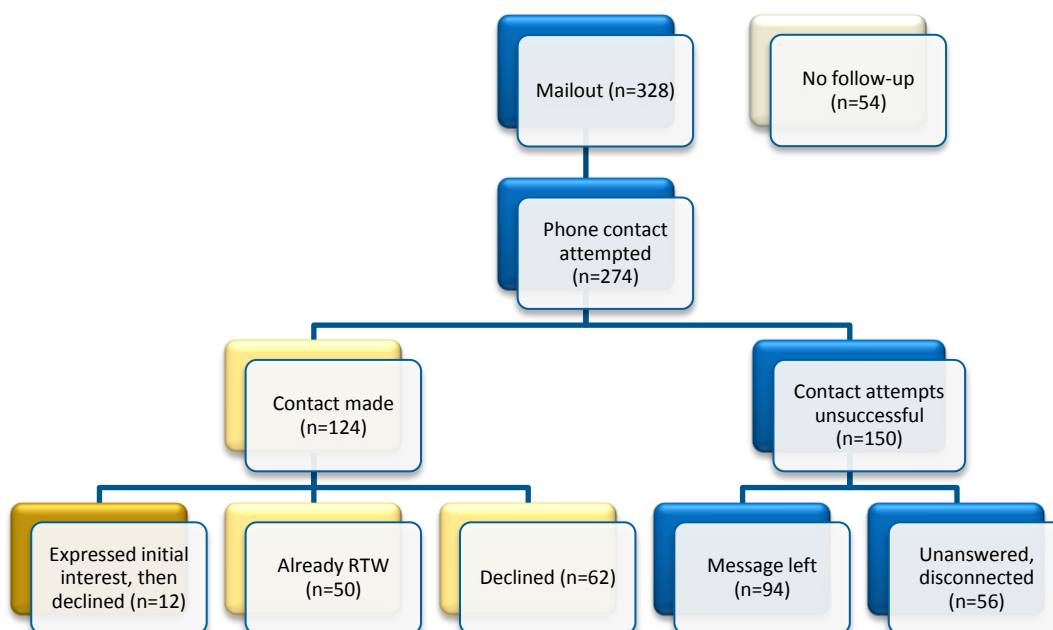 Mailout (n=328)
No follow-up
(n=54)
Phone contact
attempted
(n=274)
Contact made
(n=124)
Contact attempts
unsuccessful
(n=150)
Expressed initial
interest, then
declined (n=12)
Already RTW
(n=50)
Declined (n=62)
Message left
(n=94)
Unanswered,
disconnected
(n=56)